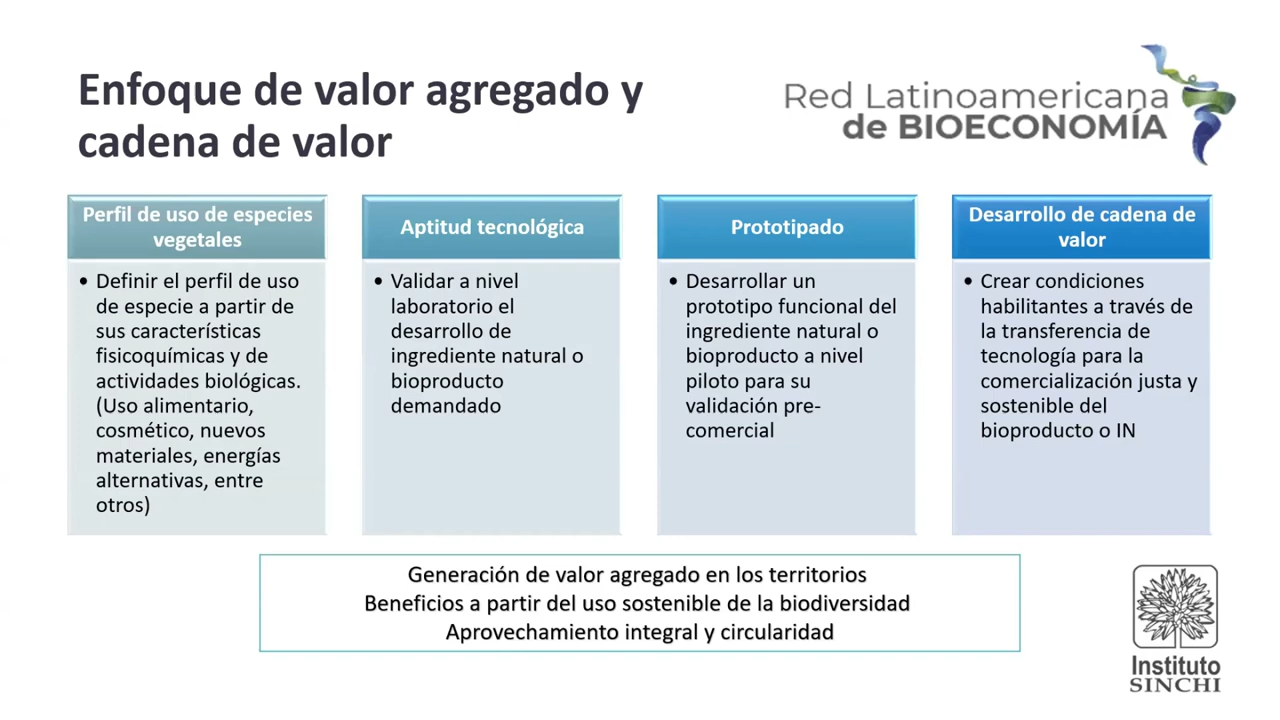 Enfoque de valor agregado y
cadena de valor
Red Latinoamericana
de BIOECONOMÍA
Perfil de uso de especies
vegetales
• Definir el perfil de uso
de especie a partir de
sus características
fisicoquímicas y de
actividades biológicas.
(Uso alimentario,
cosmético, nuevos
materiales, energías
alternativas, entre
otros)
Aptitud tecnológica
• Validar a nivel
laboratorio el
desarrollo de
ingrediente natural o
bioproducto
demandado
Prototipado
• Desarrollar un
prototipo funcional del
ingrediente natural o
bioproducto a nivel
piloto para su
validación pre-
comercial
Desarrollo de cadena de
valor
• Crear condiciones
habilitantes a través de
la transferencia de
tecnología para la
comercialización justa y
sostenible del
bioproducto o IN
Generación de valor agregado en los territorios
Beneficios a partir del uso sostenible de la biodiversidad
Aprovechamiento integral y circularidad
Instituto
SINCHI